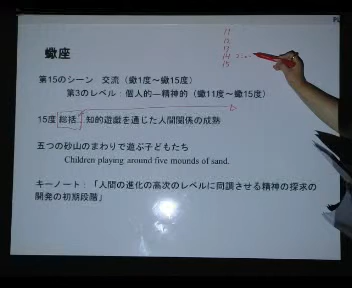 蠍座
第15のシーン 交流(蠍1度～蠍15度)
第3のレベル：個人的―精神的(蠍11度～蠍15度)
15度 総括 知的遊戯を通じた人間関係の成熟
五つの砂山のまわりで遊ぶ子どもたち
Children playing around five mounds of sand.
キーノート：「人間の進化の高次のレベルに同調させる精神の探求の
開発の初期段階」
11
12
13
14
15